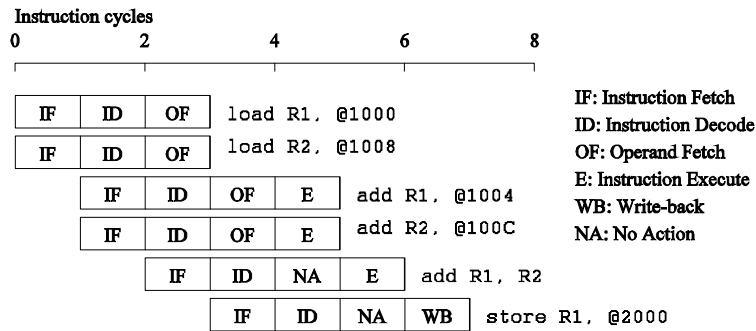 Instruction cycles
0 2 4 6 8
IF ID OF load R1, @1000
IF ID OF load R2, @1008
IF ID OF E add R1, @1004
IF ID OF E add R2, @100C
IF ID NA E add R1, R2
IF ID NA WB store R1, @2000
IF: Instruction Fetch
ID: Instruction Decode
OF: Operand Fetch
E: Instruction Execute
WB: Write-back
NA: No Action